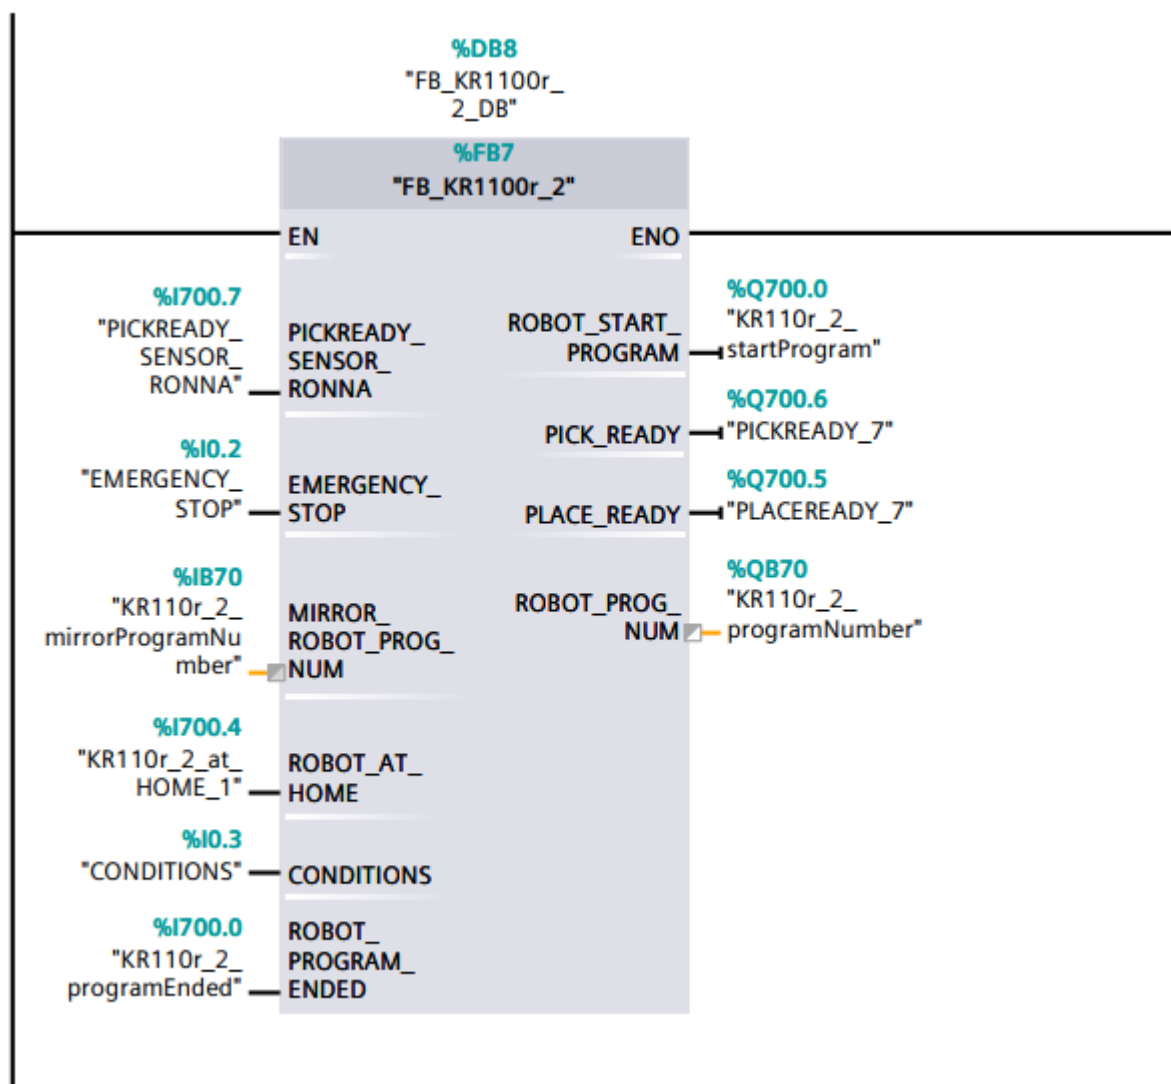 %DB8
"FB_KR1100r_
2_DB"
%FB7
"FB_KR1100r_2"
EN
ENO
%I700.7
"PICKREADY_
SENSOR_
RONNA"
PICKREADY_
SENSOR_
RONNA
%I0.2
"EMERGENCY_
STOP"
EMERGENCY_
STOP
%IB70
"KR110r_2_
mirrorProgramNu
mber"
MIRROR_
ROBOT_PROG_
NUM
%I700.4
"KR110r_2_at_
HOME_1"
ROBOT_AT_
HOME
%I0.3
"CONDITIONS"
CONDITIONS
%I700.0
"KR110r_2_
programEnded"
ROBOT_
PROGRAM_
ENDED
ROBOT_START_
PROGRAM
%Q700.0
"KR110r_2_
startProgram"
PICK_READY
%Q700.6
"PICKREADY_7"
PLACE_READY
%Q700.5
"PLACEREADY_7"
ROBOT_PROG_
NUM
%QB70
"KR110r_2_
programNumber"